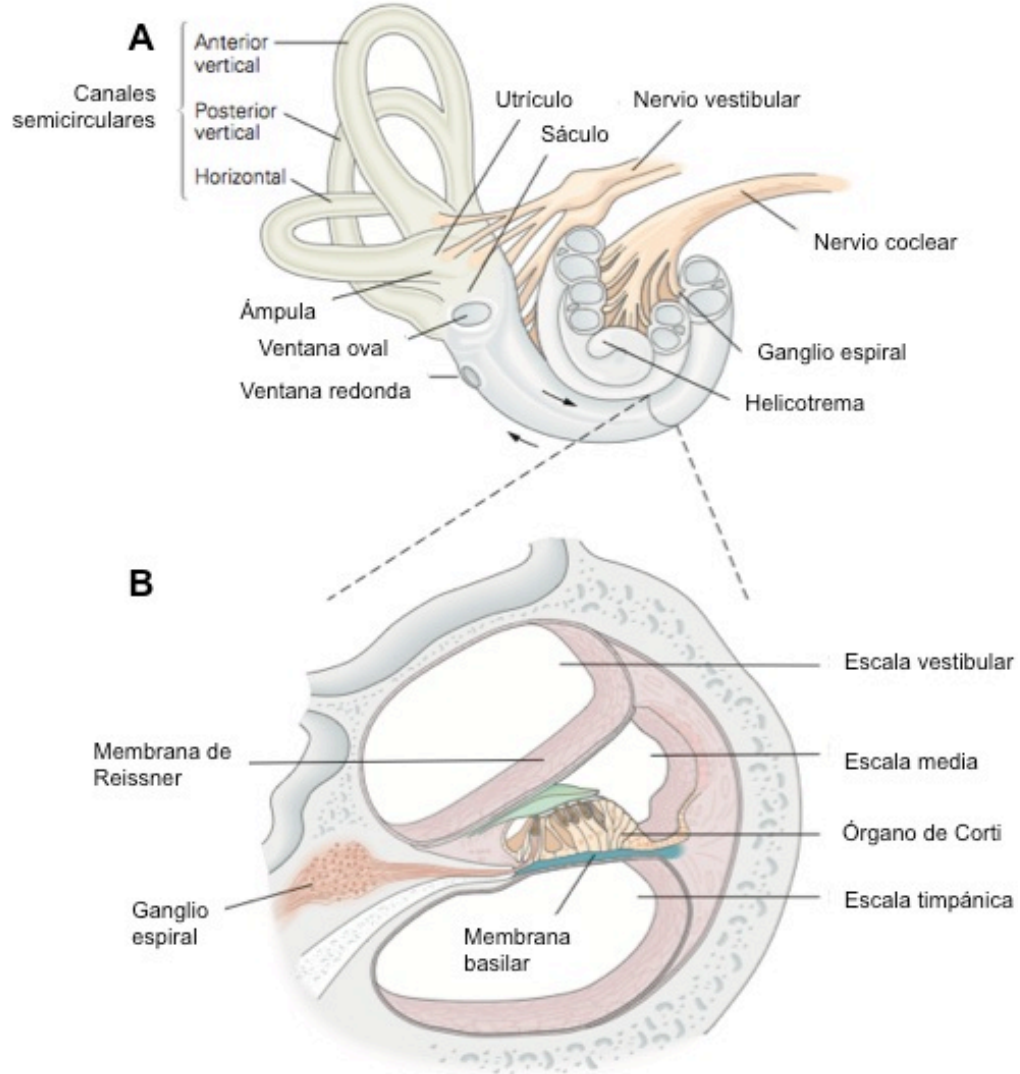 A
Anterior
vertical
Canales
semicirculares
Posterior
vertical
Horizontal
Utrículo
Nervio vestibular
Sáculo
Nervio coclear
Ámpula
Ventana oval
Ganglio espiral
Ventana redonda
Helicotrema
B
Escala vestibular
Membrana de
Reissner
Escala media
Órgano de Corti
Escala timpánica
Ganglio
espiral
Membrana
basilar